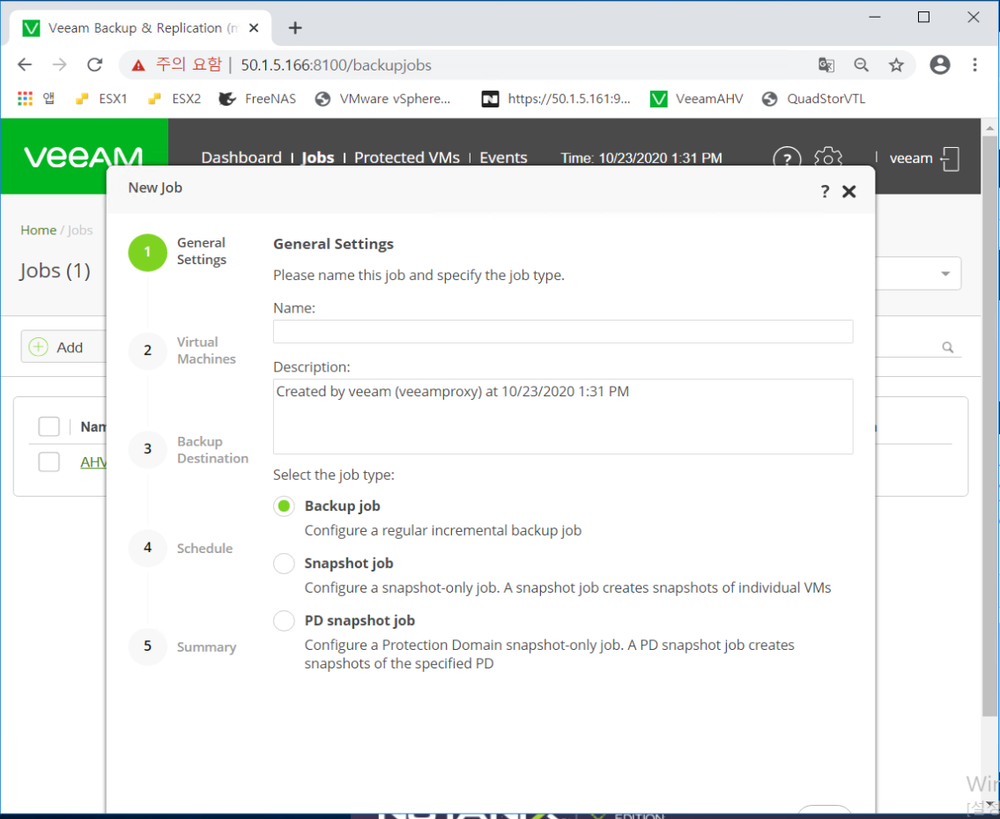 Veeam Backup & Replication (
주의 요함 | 50.1.5.166:8100/backupjobs
앱 ESX1 ESX2 FreeNAS VMware vSphere... https://50.1.5.161:9... VeeamAHV QuadStorVTL
veeAM Dashboard | Jobs | Protected VMs | Events Time: 10/23/2020 1:31 PM ? | veeam
New Job ?
Home / Jobs
Jobs (1)
Add
Nam
AHV
1 General Settings
2 Virtual Machines
3 Backup Destination
4 Schedule
5 Summary
General Settings
Please name this job and specify the job type.
Name:
Description:
Created by veeam (veeamproxy) at 10/23/2020 1:31 PM
Select the job type:
Backup job
Configure a regular incremental backup job
Snapshot job
Configure a snapshot-only job. A snapshot job creates snapshots of individual VMs
PD snapshot job
Configure a Protection Domain snapshot-only job. A PD snapshot job creates
snapshots of the specified PD
Win
[설정
EDITION